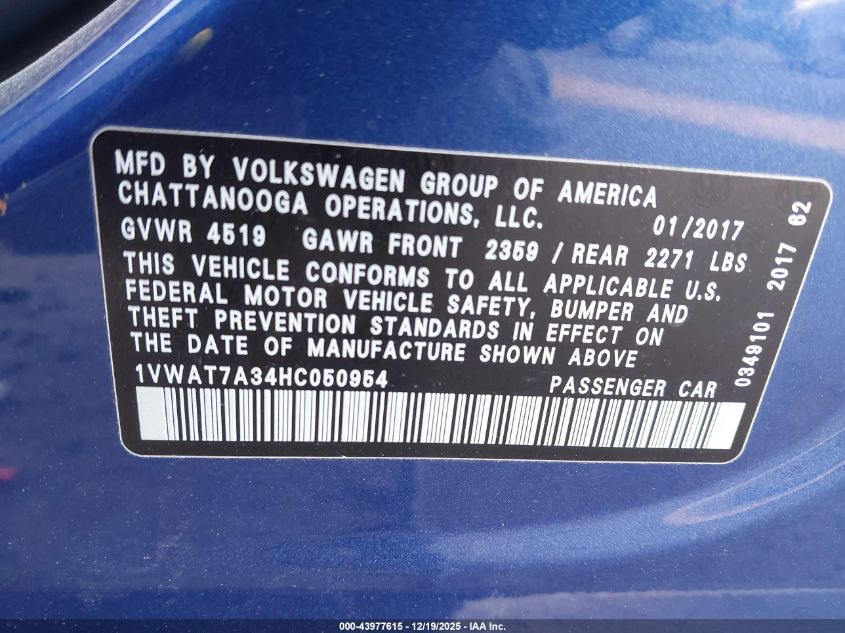 MFD BY VOLKSWAGEN GROUP OF AMERICA
CHATTANOOGA OPERATIONS, LLC. 01/2017
GVWR 4519 GAWR FRONT 2359 / REAR 2271 LBS
THIS VEHICLE CONFORMS TO ALL APPLICABLE U.S.
FEDERAL MOTOR VEHICLE SAFETY, BUMPER AND
THEFT PREVENTION STANDARDS IN EFFECT ON
THE DATE OF MANUFACTURE SHOWN ABOVE
1VWAT7A34HC050954 PASSENGER CAR
0349101 2017 62
000-43977615 - 12/19/2025 - IAA Inc.